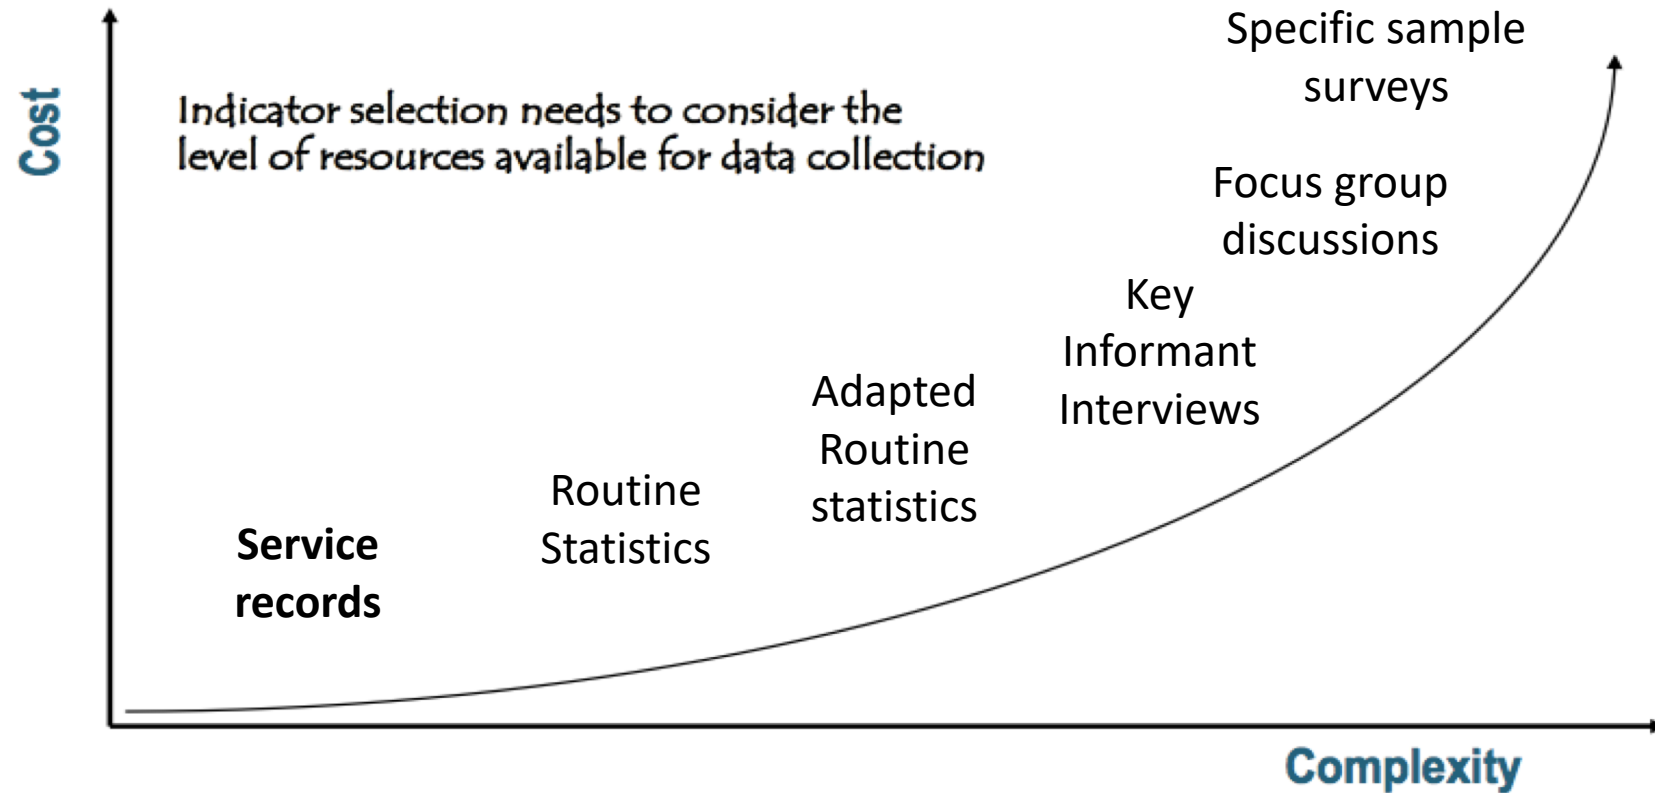 Cost
Indicator selection needs to consider the
level of resources available for data collection
Specific sample
surveys
Focus group
discussions
Key
Informant
Interviews
Adapted
Routine
statistics
Routine
Statistics
Service
records
Complexity